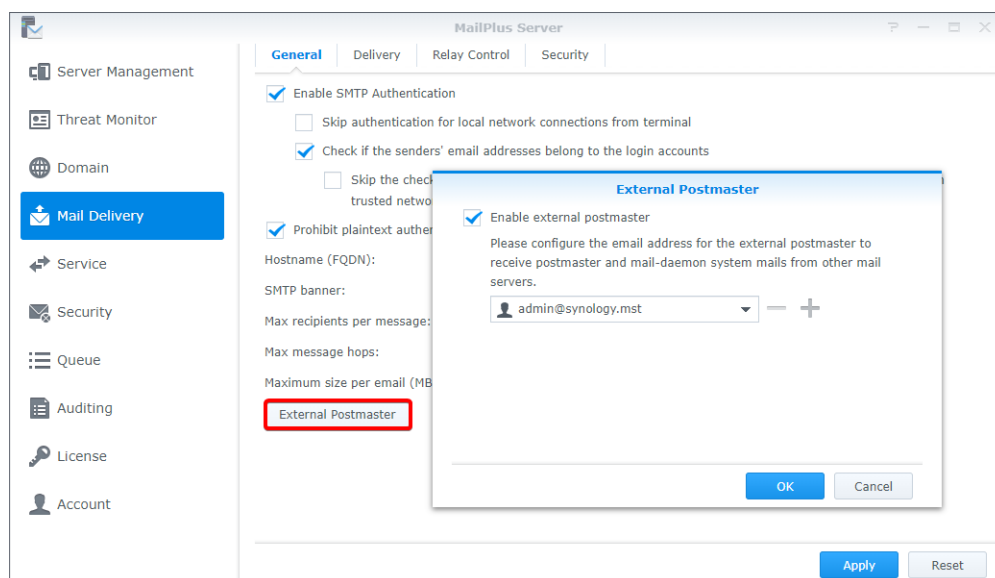 MailPlus Server
Server Management
Threat Monitor
Domain
Mail Delivery
Service
Security
Queue
Auditing
License
Account
General Delivery Relay Control Security
Enable SMTP Authentication
Skip authentication for local network connections from terminal
Check if the senders' email addresses belong to the login accounts
Skip the
trusted
Prohibit plaintext
Hostname (FQDN):
SMTP banner:
Max recipients per message:
Max message hops:
Maximum size per email (MB
External Postmaster
External Postmaster
Enable external postmaster
Please configure the email address for the external postmaster to
receive postmaster and mail-daemon system mails from other mail
servers.
admin@synology.mst
OK Cancel
Apply Reset